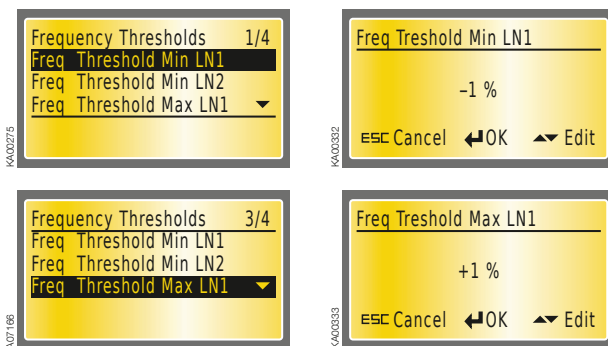 Frequency Thresholds 1/4
Freq Threshold Min LN1
Freq Threshold Min LN2
Freq Threshold Max LN1
KA00275
Freq Treshold Min LN1
–1 %
ESC Cancel OK Edit
KA00332
Frequency Thresholds 3/4
Freq Threshold Min LN1
Freq Threshold Min LN2
Freq Threshold Max LN1
A07166
Freq Treshold Max LN1
+1 %
ESC Cancel OK Edit
KA00333